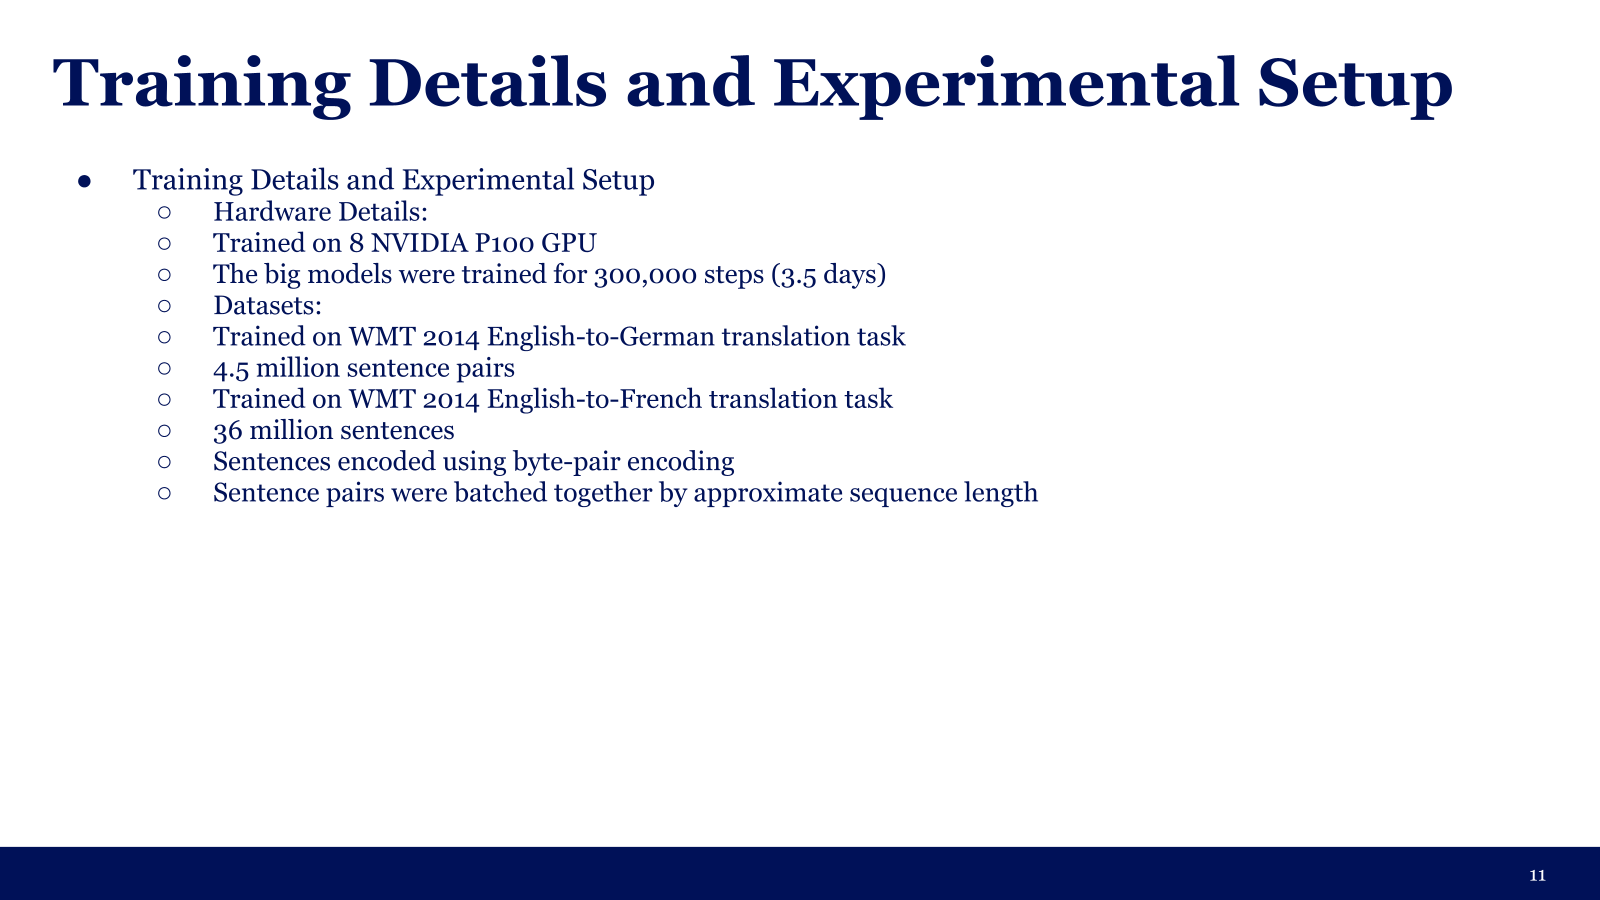 Training Details and Experimental Setup
● Training Details and Experimental Setup
○ Hardware Details:
○ Trained on 8 NVIDIA P100 GPU
○ The big models were trained for 300,000 steps (3.5 days)
○ Datasets:
○ Trained on WMT 2014 English-to-German translation task
○ 4.5 million sentence pairs
○ Trained on WMT 2014 English-to-French translation task
○ 36 million sentences
○ Sentences encoded using byte-pair encoding
○ Sentence pairs were batched together by approximate sequence length
11